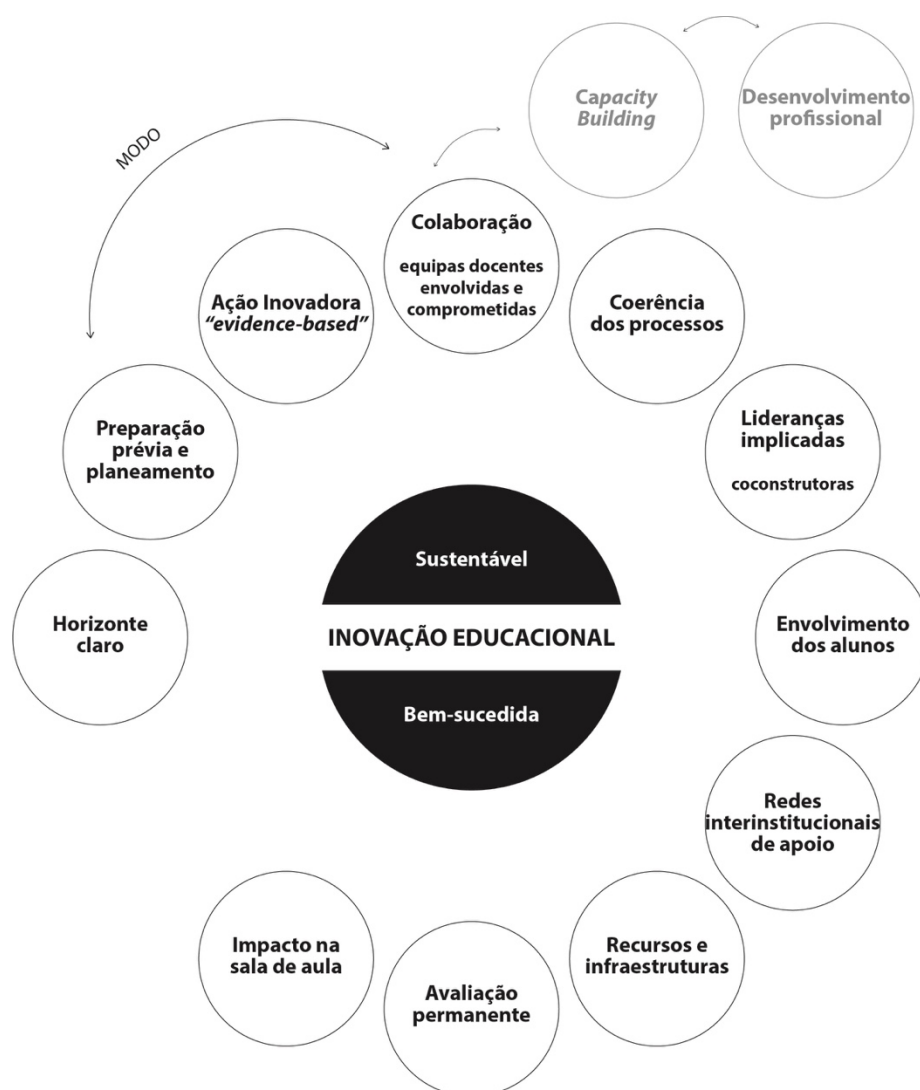 Capacity
Building
Desenvolvimento
profissional
MODO
Colaboração
equipas docentes
envolvidas e
comprometidas
Ação Inovadora
“evidence-based”
Coerência
dos processos
Preparação
prévia e
planeamento
Lideranças
implicadas
coconstrutoras
Sustentável
Horizonte
claro
INOVAÇÃO EDUCACIONAL
Envolvimento
dos alunos
Bem-sucedida
Redes
interinstitucionais
de apoio
Impacto na
sala de aula
Recursos e
infraestruturas
Avaliação
permanente